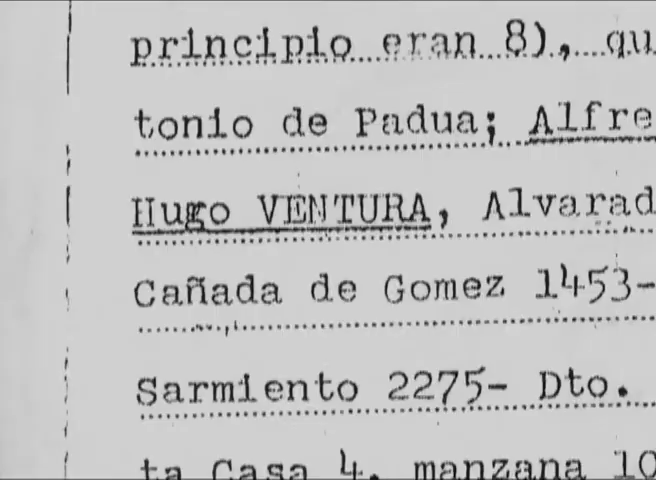 principio eran 8), qu
tonio de Padua; Alfre
Hugo VENTURA, Alvarad
Cañada de Gomez 1453-
Sarmiento 2275- Dto.
ta Casa 4, manzana 10